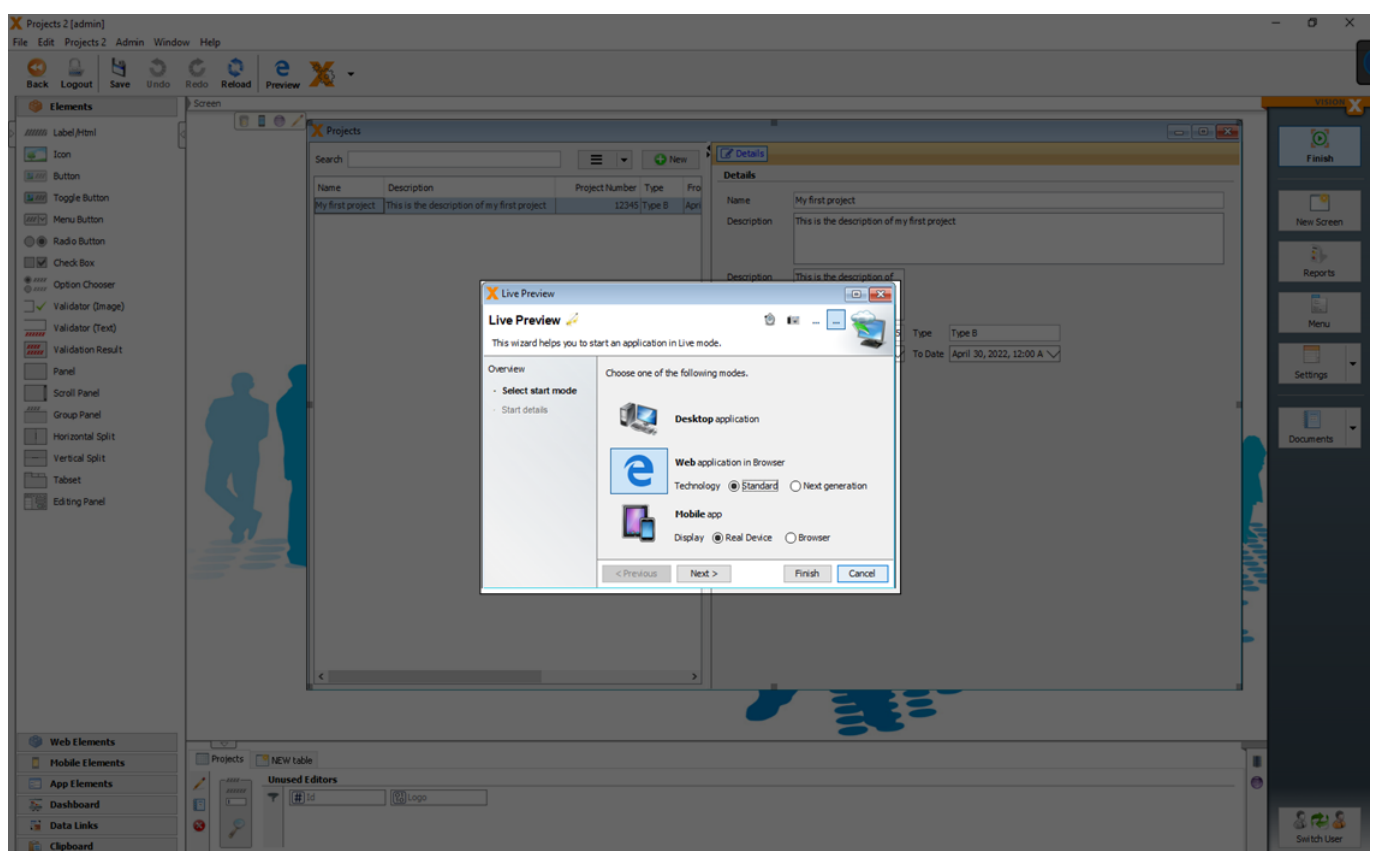 Projects 2 [admin]
File Edit Projects 2 Admin Window Help
Back Logout Save Undo Redo Reload Preview
Elements
Screen
VISION X
Label/Html
Icon
Button
Toggle Button
Menu Button
Radio Button
Check Box
Option Chooser
Validator (Image)
Validator (Text)
Validation Result
Panel
Scroll Panel
Group Panel
Horizontal Split
Vertical Split
Tabset
Editing Panel
Web Elements
Mobile Elements
App Elements
Dashboard
Data Links
Clipboard
Projects
Search
New
Name Description Project Number Type Fro
My first project This is the description of my first project 12345 Type B Apri
Details
Details
Name My first project
Description This is the description of my first project
Description This is the description of
Type Type B
To Date April 30, 2022, 12:00 A
Live Preview
Live Preview
This wizard helps you to start an application in Live mode.
Overview
- Select start mode
- Start details
Choose one of the following modes.
Desktop application
Web application in Browser
Technology Standard Next generation
Mobile app
Display Real Device Browser
< Previous Next > Finish Cancel
Projects NEW table
Unused Editors
# Id Logo
Finish
New Screen
Reports
Menu
Settings
Documents
Switch User